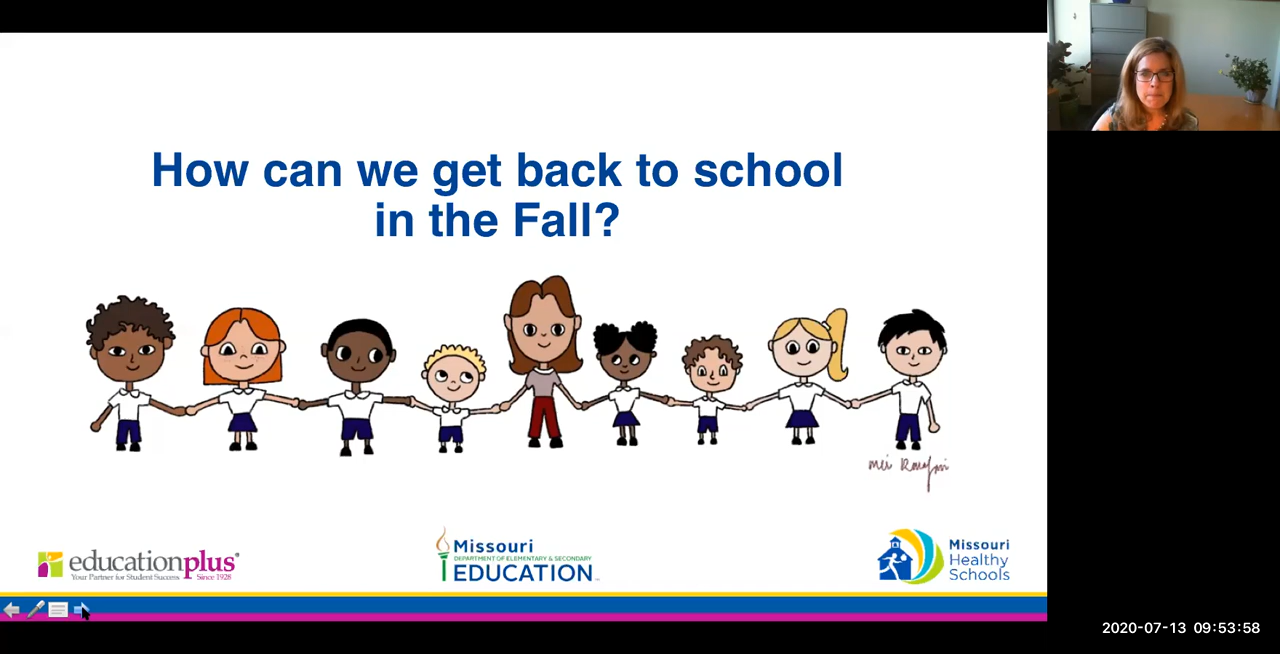 How can we get back to school
in the Fall?
educationplus®
Your Partner for Student Success Since 1928
Missouri
DEPARTMENT OF ELEMENTARY & SECONDARY
EDUCATION
Missouri
Healthy
Schools
2020-07-13 09:53:58